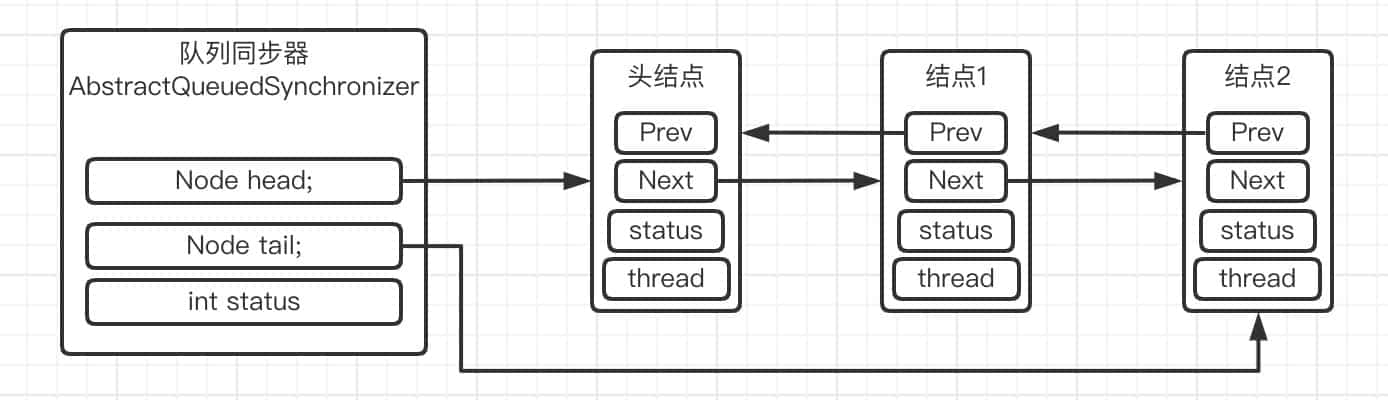 队列同步器
AbstractQueuedSynchronizer
Node head;
Node tail;
int status
头结点
Prev
Next
status
thread
结点1
Prev
Next
status
thread
结点2
Prev
Next
status
thread